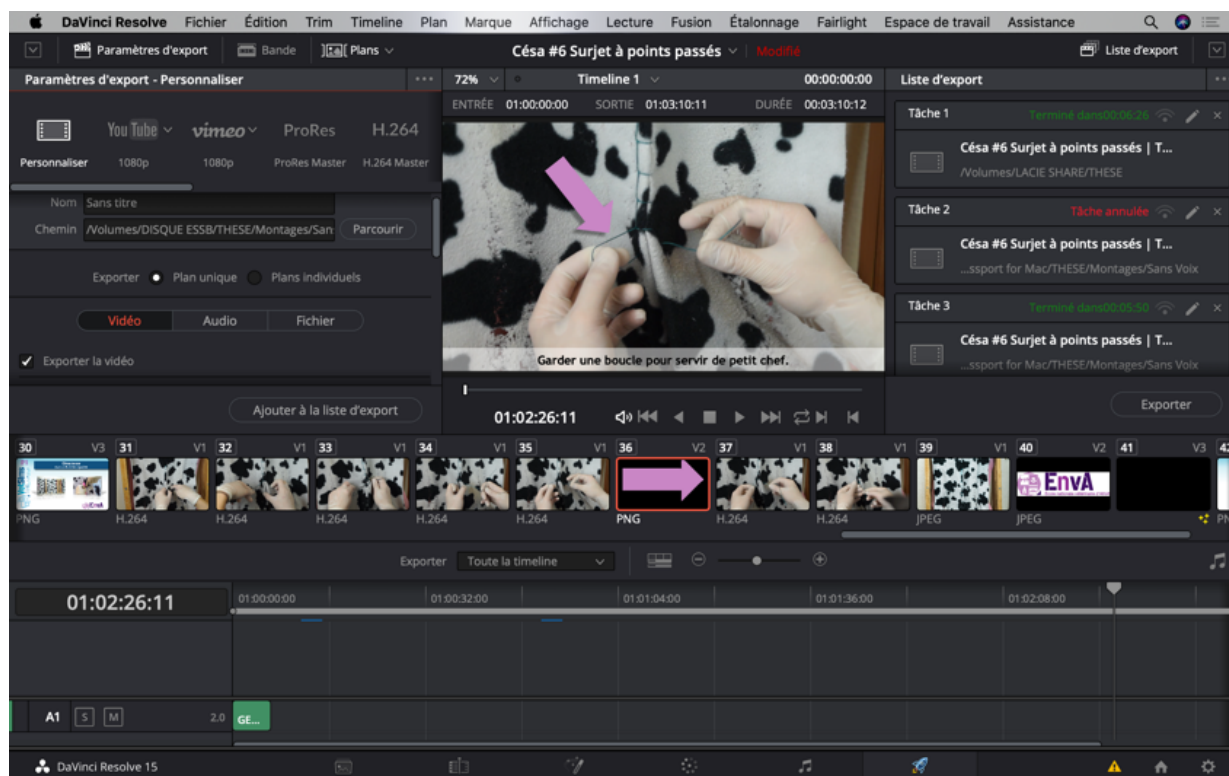 DaVinci Resolve Fichier Édition Trim Timeline Plan Marque Affichage Lecture Fusion Étalonnage Fairlight Espace de travail Assistance
Paramètres d'export Bande Plans Césa #6 Surjet à points passés Modifié Liste d'export
Paramètres d'export - Personnaliser 72% Timeline 1 00:00:00:00 Liste d'export
ENTRÉE 01:00:00:00 SORTIE 01:03:10:11 DURÉE 00:03:10:12
YouTube vimeo ProRes H.264
Personnaliser 1080p 1080p ProRes Master H.264 Master
Nom Sans titre
Chemin /Volumes/DISQUE ESSB/THESE/Montages/San Parcourir
Exporter Plan unique Plans individuels
Vidéo Audio Fichier
Exporter la vidéo
Ajouter à la liste d'export
Garder une boucle pour servir de petit chef.
01:02:26:11
Tâche 1 Terminé dans00:06:26
Césa #6 Surjet à points passés | T...
/Volumes/LACIE SHARE/THESE
Tâche 2 Tâche annulée
Césa #6 Surjet à points passés | T...
...ssport for Mac/THESE/Montages/Sans Voix
Tâche 3 Terminé dans00:05:50
Césa #6 Surjet à points passés | T...
...ssport for Mac/THESE/Montages/Sans Voix
Exporter
30 V3 31 V1 32 V1 33 V1 34 V1 35 V1 36 V2 37 V1 38 V1 39 V1 40 V2 41 V3
EnvA
PNG H.264 H.264 H.264 H.264 H.264 PNG H.264 H.264 JPEG JPEG
Exporter Toute la timeline
01:02:26:11 01:00:00:00 01:00:32:00 01:01:04:00 01:01:36:00 01:02:08:00
A1 S M 2.0 GE...
DaVinci Resolve 15